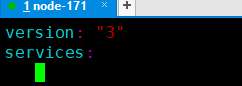 1 node-171 × +
version: "3"
services: